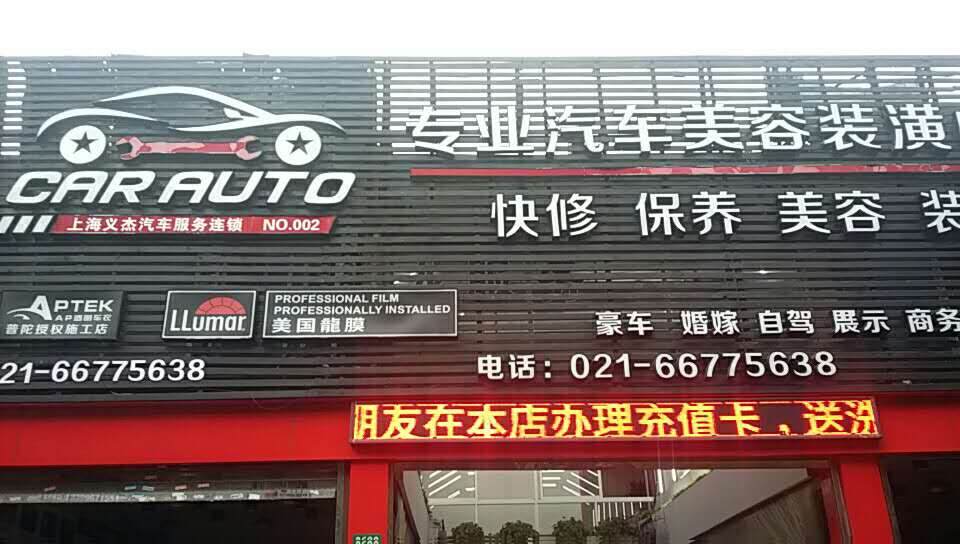 专业汽车美容装潢
CAR AUTO
快修 保养 美容 装
上海义杰汽车服务连锁 NO.002
APTEK
普陀授权施工店
LLumar
PROFESSIONAL FILM
PROFESSIONALLY INSTALLED
美国龍膜
豪车 婚嫁 自驾 展示 商务
21-66775638
电话：021-66775638
朋友在本店办理充值卡，送洗